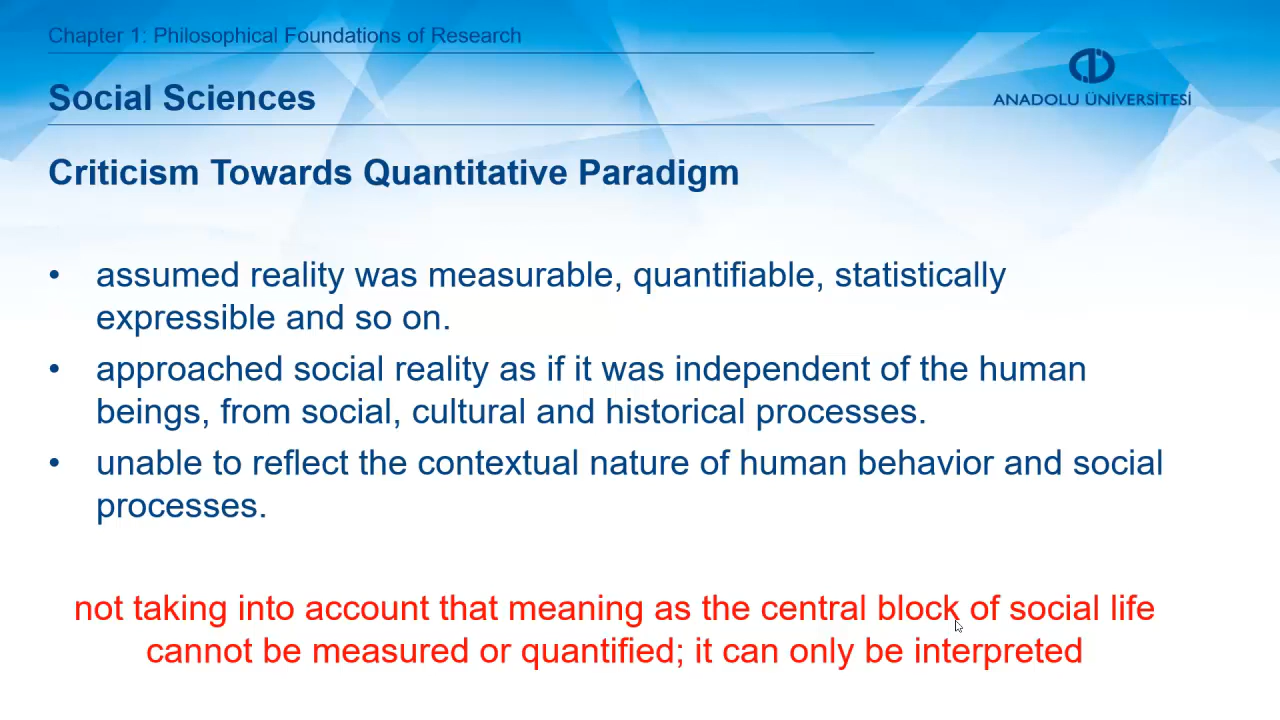 Chapter 1: Philosophical Foundations of Research
Social Sciences
ANADOLU ÜNİVERSİTESİ
Criticism Towards Quantitative Paradigm
• assumed reality was measurable, quantifiable, statistically
expressible and so on.
• approached social reality as if it was independent of the human
beings, from social, cultural and historical processes.
• unable to reflect the contextual nature of human behavior and social
processes.
not taking into account that meaning as the central block of social life
cannot be measured or quantified; it can only be interpreted